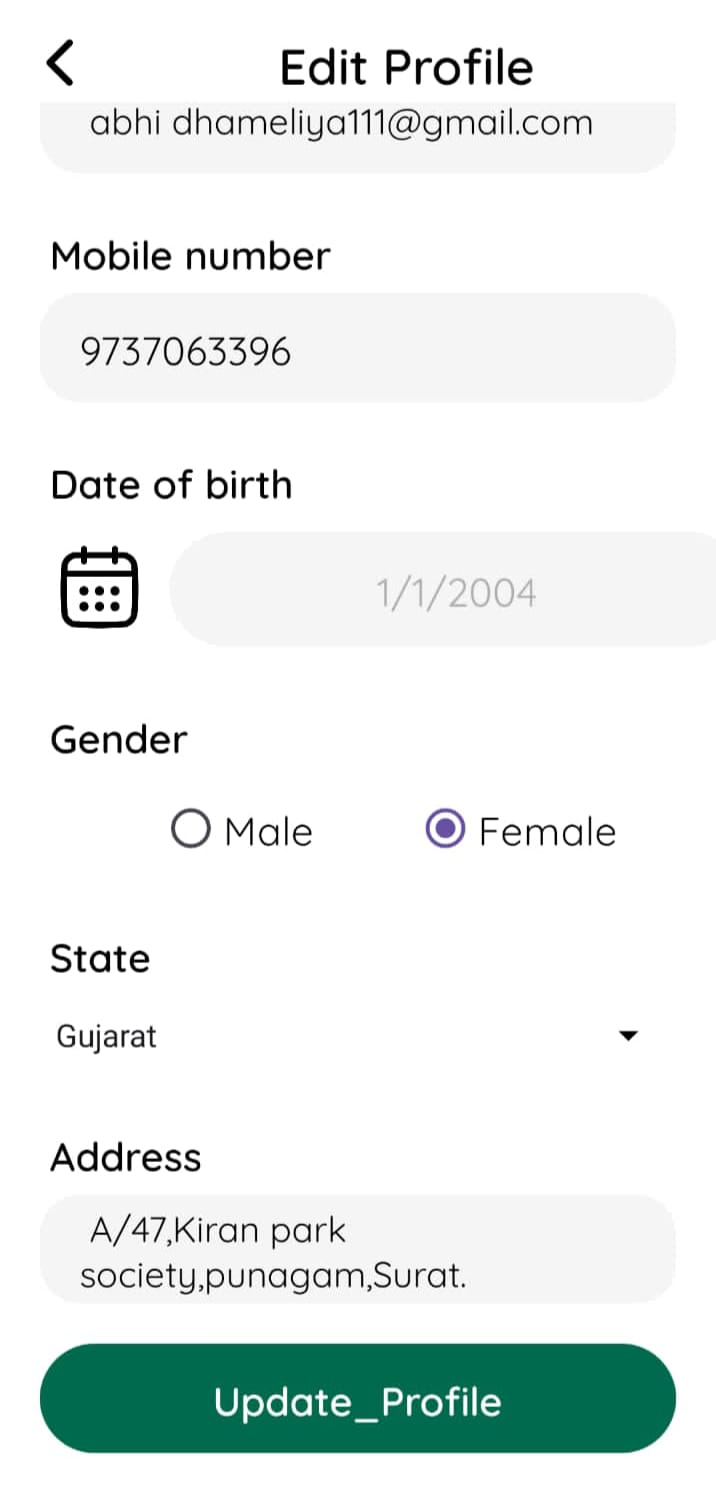 Edit Profile
abhi dhameliya111@gmail.com
Mobile number
9737063396
Date of birth
1/1/2004
Gender
Male Female
State
Gujarat
Address
A/47,Kiran park
society,punagam,Surat.
Update_Profile